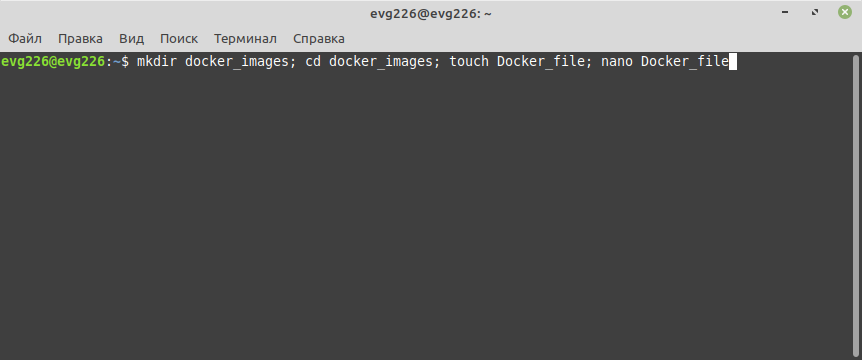 evg226@evg226: ~
Файл Правка Вид Поиск Терминал Справка
evg226@evg226:~$ mkdir docker_images; cd docker_images; touch Docker_file; nano Docker_file